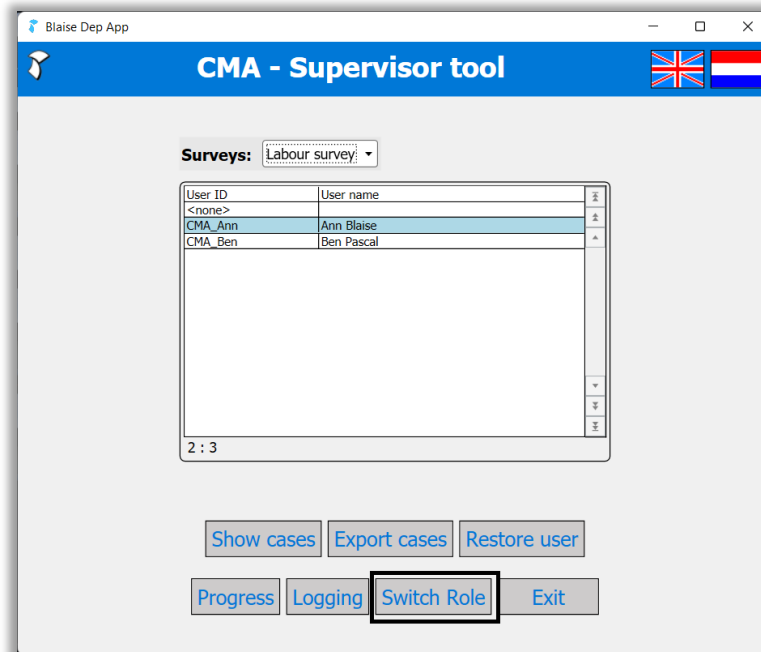 Blaise Dep App
CMA - Supervisor tool
Surveys: Labour survey
User ID User name
<none>
CMA_Ann Ann Blaise
CMA_Ben Ben Pascal
2 : 3
Show cases Export cases Restore user
Progress Logging Switch Role Exit